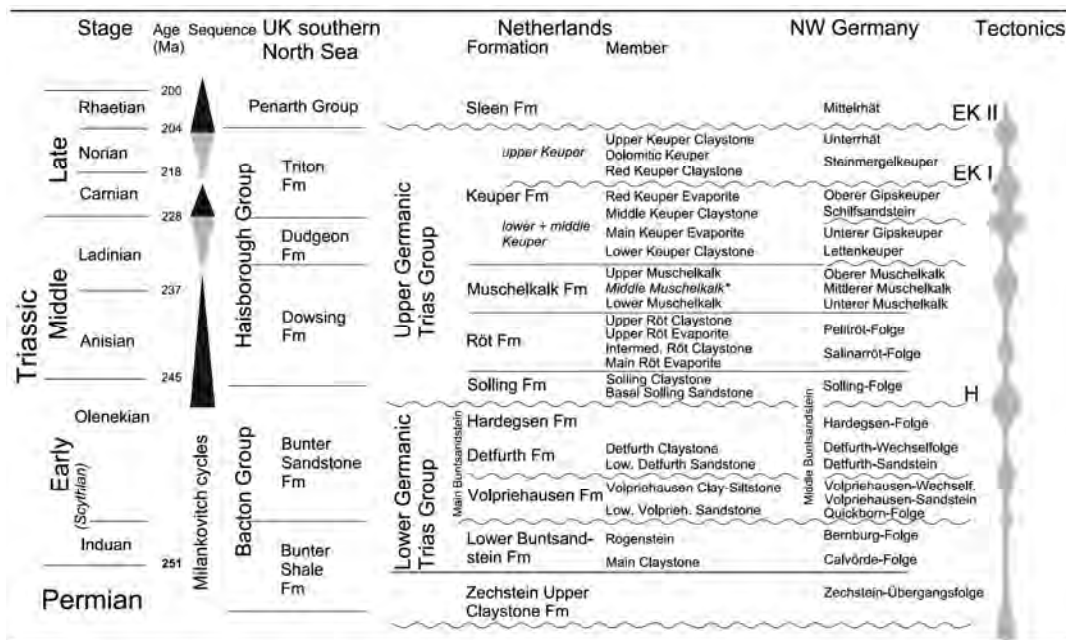 Stage Age Sequence UK southern Netherlands NW Germany Tectonics
(Ma) North Sea Formation Member
200
Rhaetian Penarth Group Sleen Fm Mittelrhät EK II
204
Late
Norian
218
Carnian
228
Triton
Fm
upper Keuper
Upper Keuper Claystone Unterrhät
Dolomitic Keuper Steinmergelkeuper
Red Keuper Claystone
EK I
Keuper Fm Red Keuper Evaporite Oberer Gipskeuper
Middle Keuper Claystone Schilfsandstein
lower + middle
Keuper
Main Keuper Evaporite Unterer Gipskeuper
Lower Keuper Claystone Lettenkeuper
Triassic
Middle
Ladinian
237
Anisian
245
Dudgeon
Fm
Haisborough Group
Dowsing
Fm
Upper Germanic
Trias Group
Upper Muschelkalk Oberer Muschelkalk
Muschelkalk Fm Middle Muschelkalk* Mittlerer Muschelkalk
Lower Muschelkalk Unterer Muschelkalk
Upper Röt Claystone Pelitröt-Folge
Upper Röt Evaporite
Röt Fm Intermed. Röt Claystone Salinarröt-Folge
Main Röt Evaporite
Solling Fm Solling Claystone Solling-Folge
Basal Solling Sandstone
H
Early
(Scythian)
Olenekian
Induan
251
Permian
Milankovitch cycles
Bacton Group
Bunter
Sandstone
Fm
Bunter
Shale
Fm
Lower Germanic
Trias Group
Main Buntsandstein
Middle Buntsandstein
Hardegsen Fm Hardegsen-Folge
Detfurth Fm Detfurth Claystone Detfurth-Wechselfolge
Low. Detfurth Sandstone Detfurth-Sandstein
Volpriehausen Fm Volpriehausen Clay-Siltstone Volpriehausen-Wechself.
Volpriehausen-Sandstein
Low. Volprieh. Sandstone Quickborn-Folge
Lower Buntsand-
stein Fm
Rogenstein Bernburg-Folge
Main Claystone Calvörde-Folge
Zechstein Upper
Claystone Fm
Zechstein-Übergangsfolge